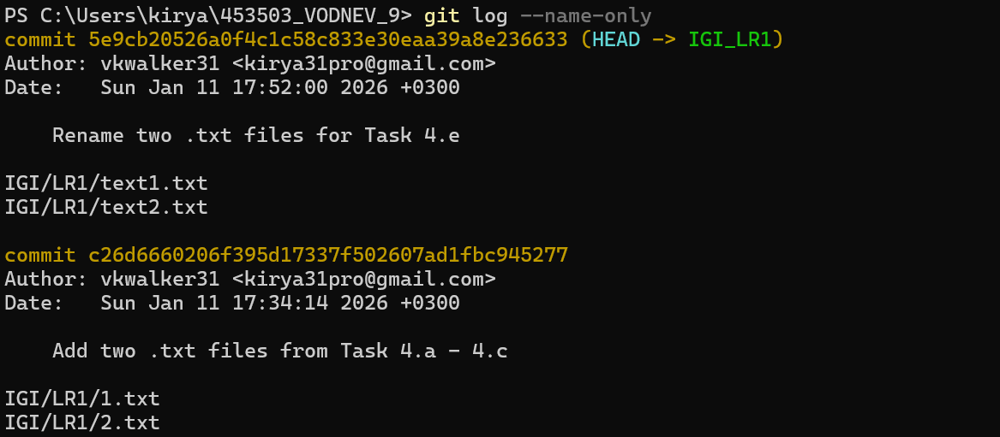 PS C:\Users\kirya\453503_VODNEV_9> git log --name-only
commit 5e9cb20526a0f4c1c58c833e30eaa39a8e236633 (HEAD -> IGI_LR1)
Author: vkwalker31 <kirya31pro@gmail.com>
Date:   Sun Jan 11 17:52:00 2026 +0300
    Rename two .txt files for Task 4.e
IGI/LR1/text1.txt
IGI/LR1/text2.txt
commit c26d6660206f395d17337f502607ad1fbc945277
Author: vkwalker31 <kirya31pro@gmail.com>
Date:   Sun Jan 11 17:34:14 2026 +0300
    Add two .txt files from Task 4.a - 4.c
IGI/LR1/1.txt
IGI/LR1/2.txt